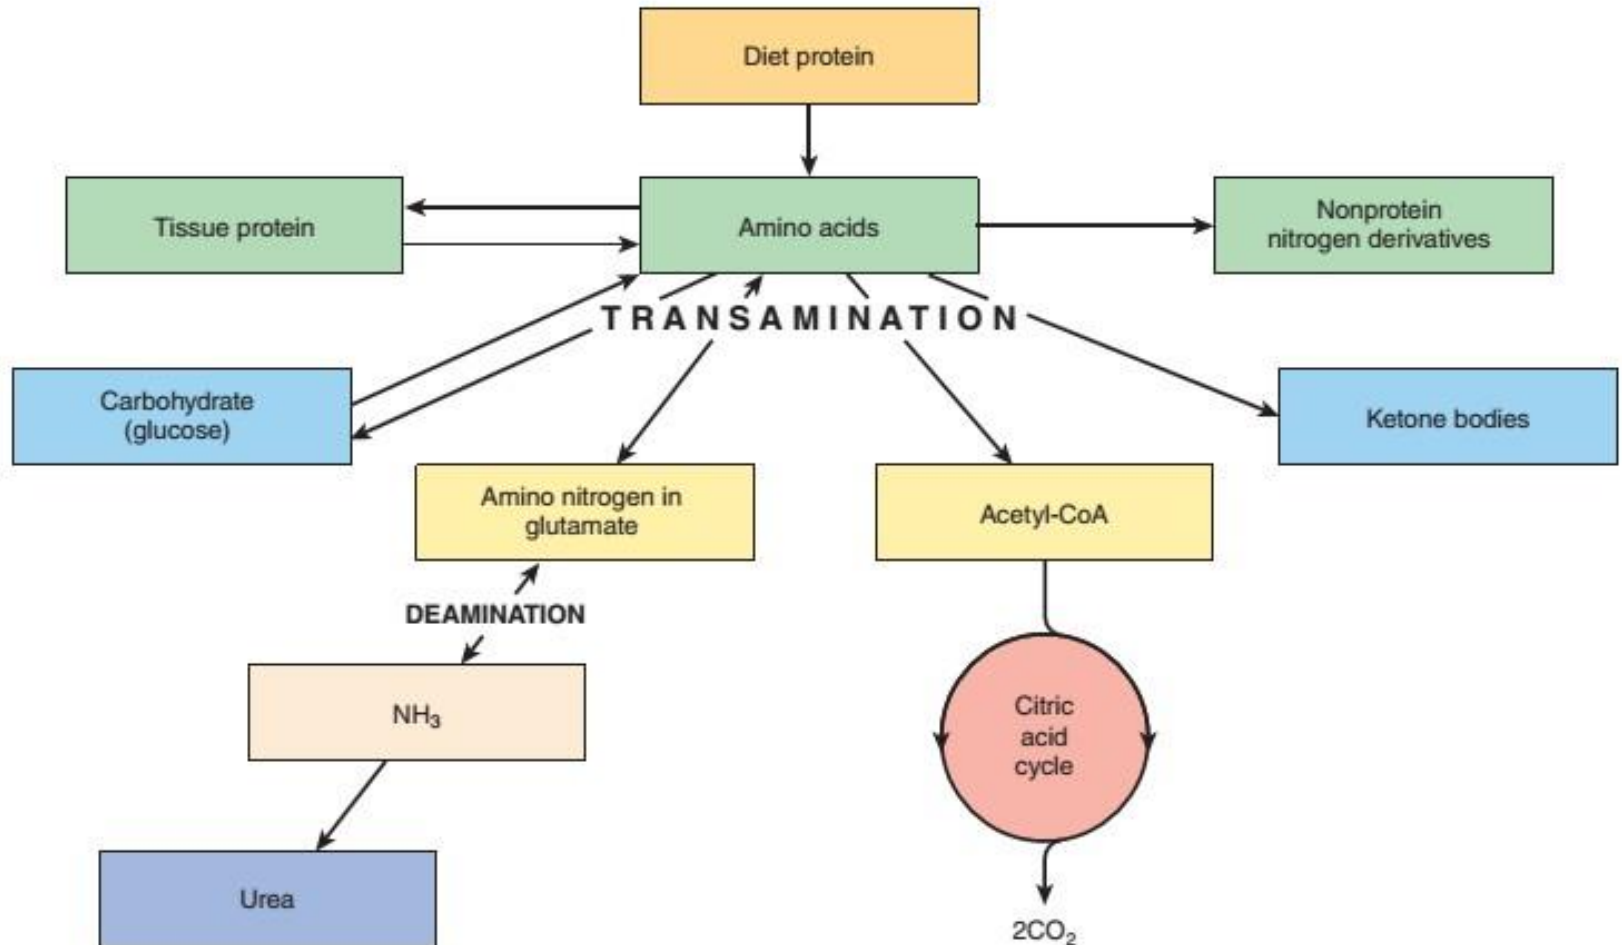 Diet protein
Tissue protein
Amino acids
Nonprotein
nitrogen derivatives
TRANSAMINATION
Carbohydrate
(glucose)
Ketone bodies
Amino nitrogen in
glutamate
Acetyl-CoA
DEAMINATION
NH₃
Citric
acid
cycle
Urea
2CO₂